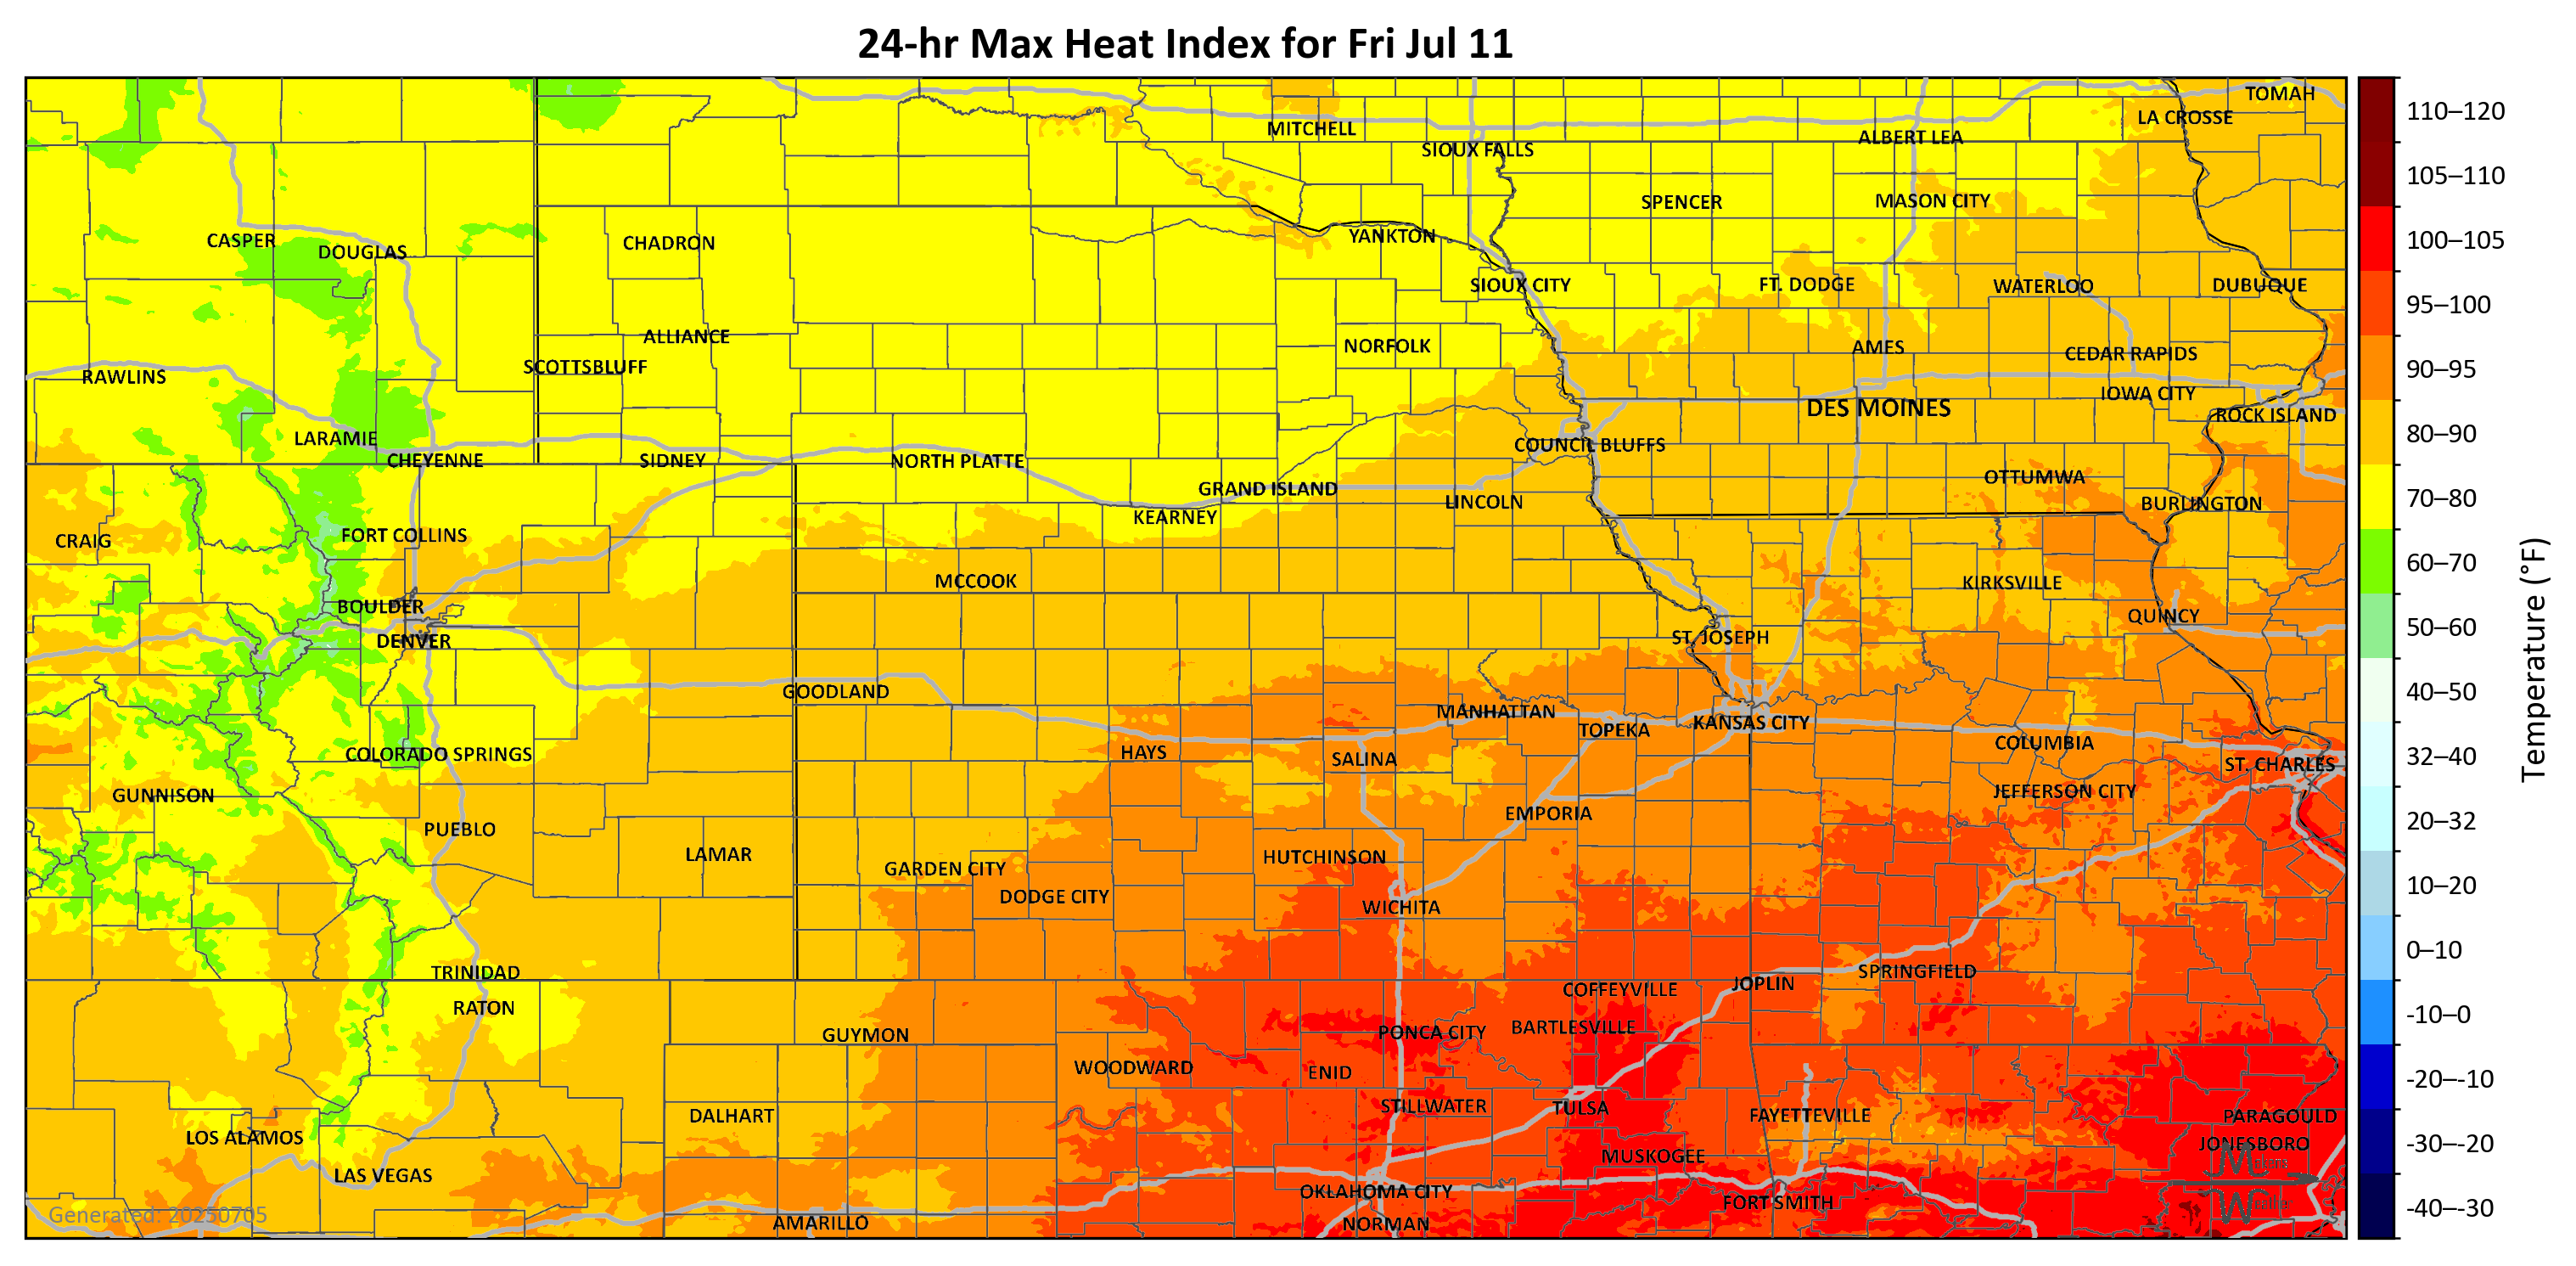 24-hr Max Heat Index for Fri Jul 11
TOMAH
LA CROSSE
MITCHELL
ALBERT LEA
SIOUX FALLS
SPENCER
MASON CITY
CASPER
DOUGLAS
CHADRON
YANKTON
SIOUX CITY
FT. DODGE
WATERLOO
DUBUQUE
ALLIANCE
NORFOLK
AMES
CEDAR RAPIDS
RAWLINS
SCOTTSBLUFF
IOWA CITY
DES MOINES
ROCK ISLAND
LARAMIE
COUNCIL BLUFFS
CHEYENNE
SIDNEY
NORTH PLATTE
OTTUMWA
GRAND ISLAND
LINCOLN
BURLINGTON
KEARNEY
CRAIG
FORT COLLINS
MCCOOK
KIRKSVILLE
BOULDER
QUINCY
DENVER
ST. JOSEPH
GOODLAND
MANHATTAN
TOPEKA
KANSAS CITY
COLUMBIA
COLORADO SPRINGS
HAYS
SALINA
ST. CHARLES
GUNNISON
JEFFERSON CITY
EMPORIA
PUEBLO
LAMAR
HUTCHINSON
GARDEN CITY
DODGE CITY
WICHITA
TRINIDAD
SPRINGFIELD
JOPLIN
COFFEYVILLE
RATON
GUYMON
PONCA CITY
BARTLESVILLE
WOODWARD
ENID
STILLWATER
TULSA
DALHART
FAYETTEVILLE
PARAGOULD
LOS ALAMOS
JONESBORO
MUSKOGEE
LAS VEGAS
OKLAHOMA CITY
FORT SMITH
AMARILLO
NORMAN
Generated: 20250705
110–120
105–110
100–105
95–100
90–95
80–90
70–80
60–70
50–60
40–50
32–40
20–32
10–20
0–10
-10–0
-20–-10
-30–-20
-40–-30
Temperature (°F)